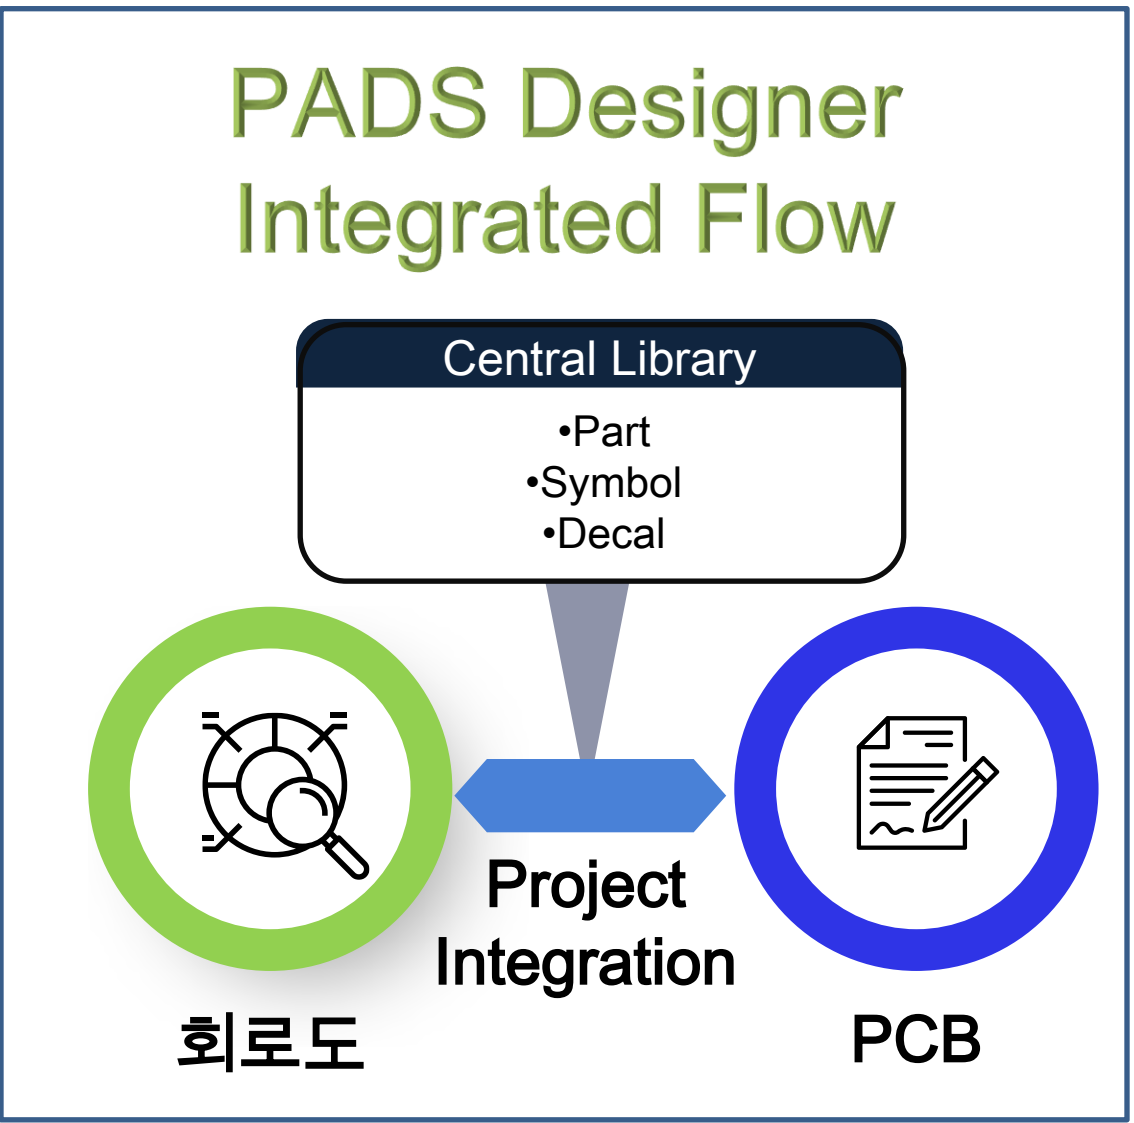 PADS Designer
Integrated Flow
Central Library
•Part
•Symbol
•Decal
Project
Integration
회로도
PCB